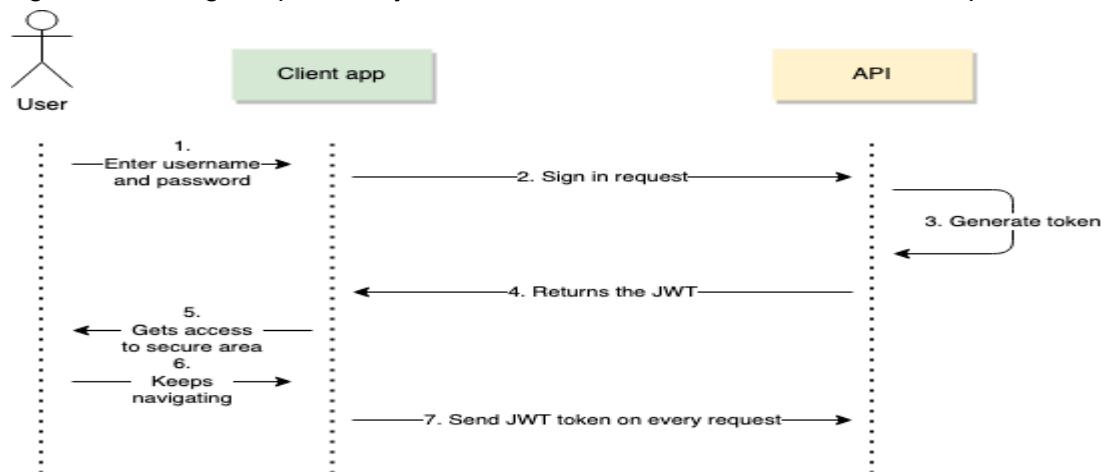 User
Client app
API
1.
Enter username
and password
2. Sign in request
3. Generate token
4. Returns the JWT
5.
Gets access
to secure area
6.
Keeps
navigating
7. Send JWT token on every request